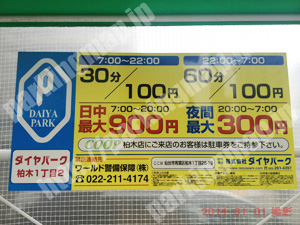 7:00〜22:00
22:00〜7:00
30分
100円
60分
100円
DAIYA
PARK
日中
最大
7:00〜20:00
900円
夜間
最大
20:00〜7:00
300円
COOP 柏木店にご来店のお客様は駐車券をご呈示下さい。
ダイヤパーク
柏木1丁目2
ワールド警備保障(株)
022-211-4174
株式会社ダイヤパーク
2014-01-01 撮影